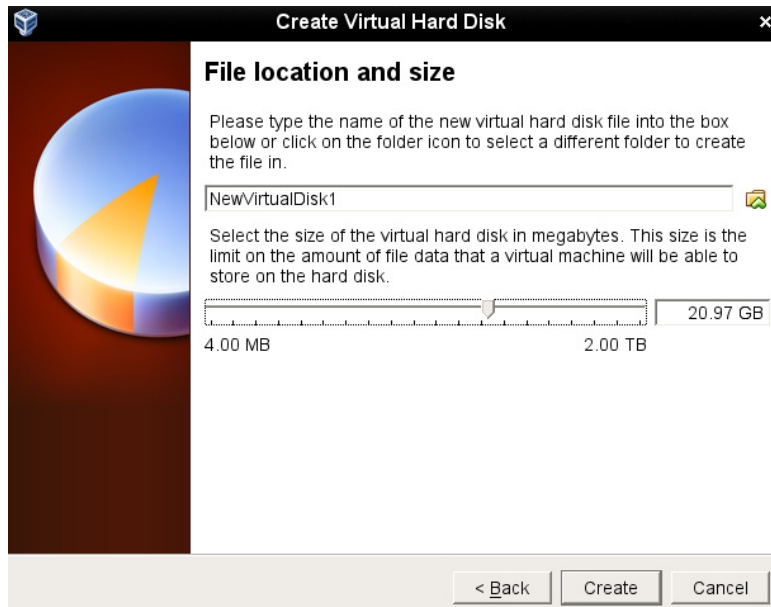 Create Virtual Hard Disk
File location and size
Please type the name of the new virtual hard disk file into the box
below or click on the folder icon to select a different folder to create
the file in.
NewVirtualDisk1
Select the size of the virtual hard disk in megabytes. This size is the
limit on the amount of file data that a virtual machine will be able to
store on the hard disk.
20.97 GB
4.00 MB 2.00 TB
< Back Create Cancel